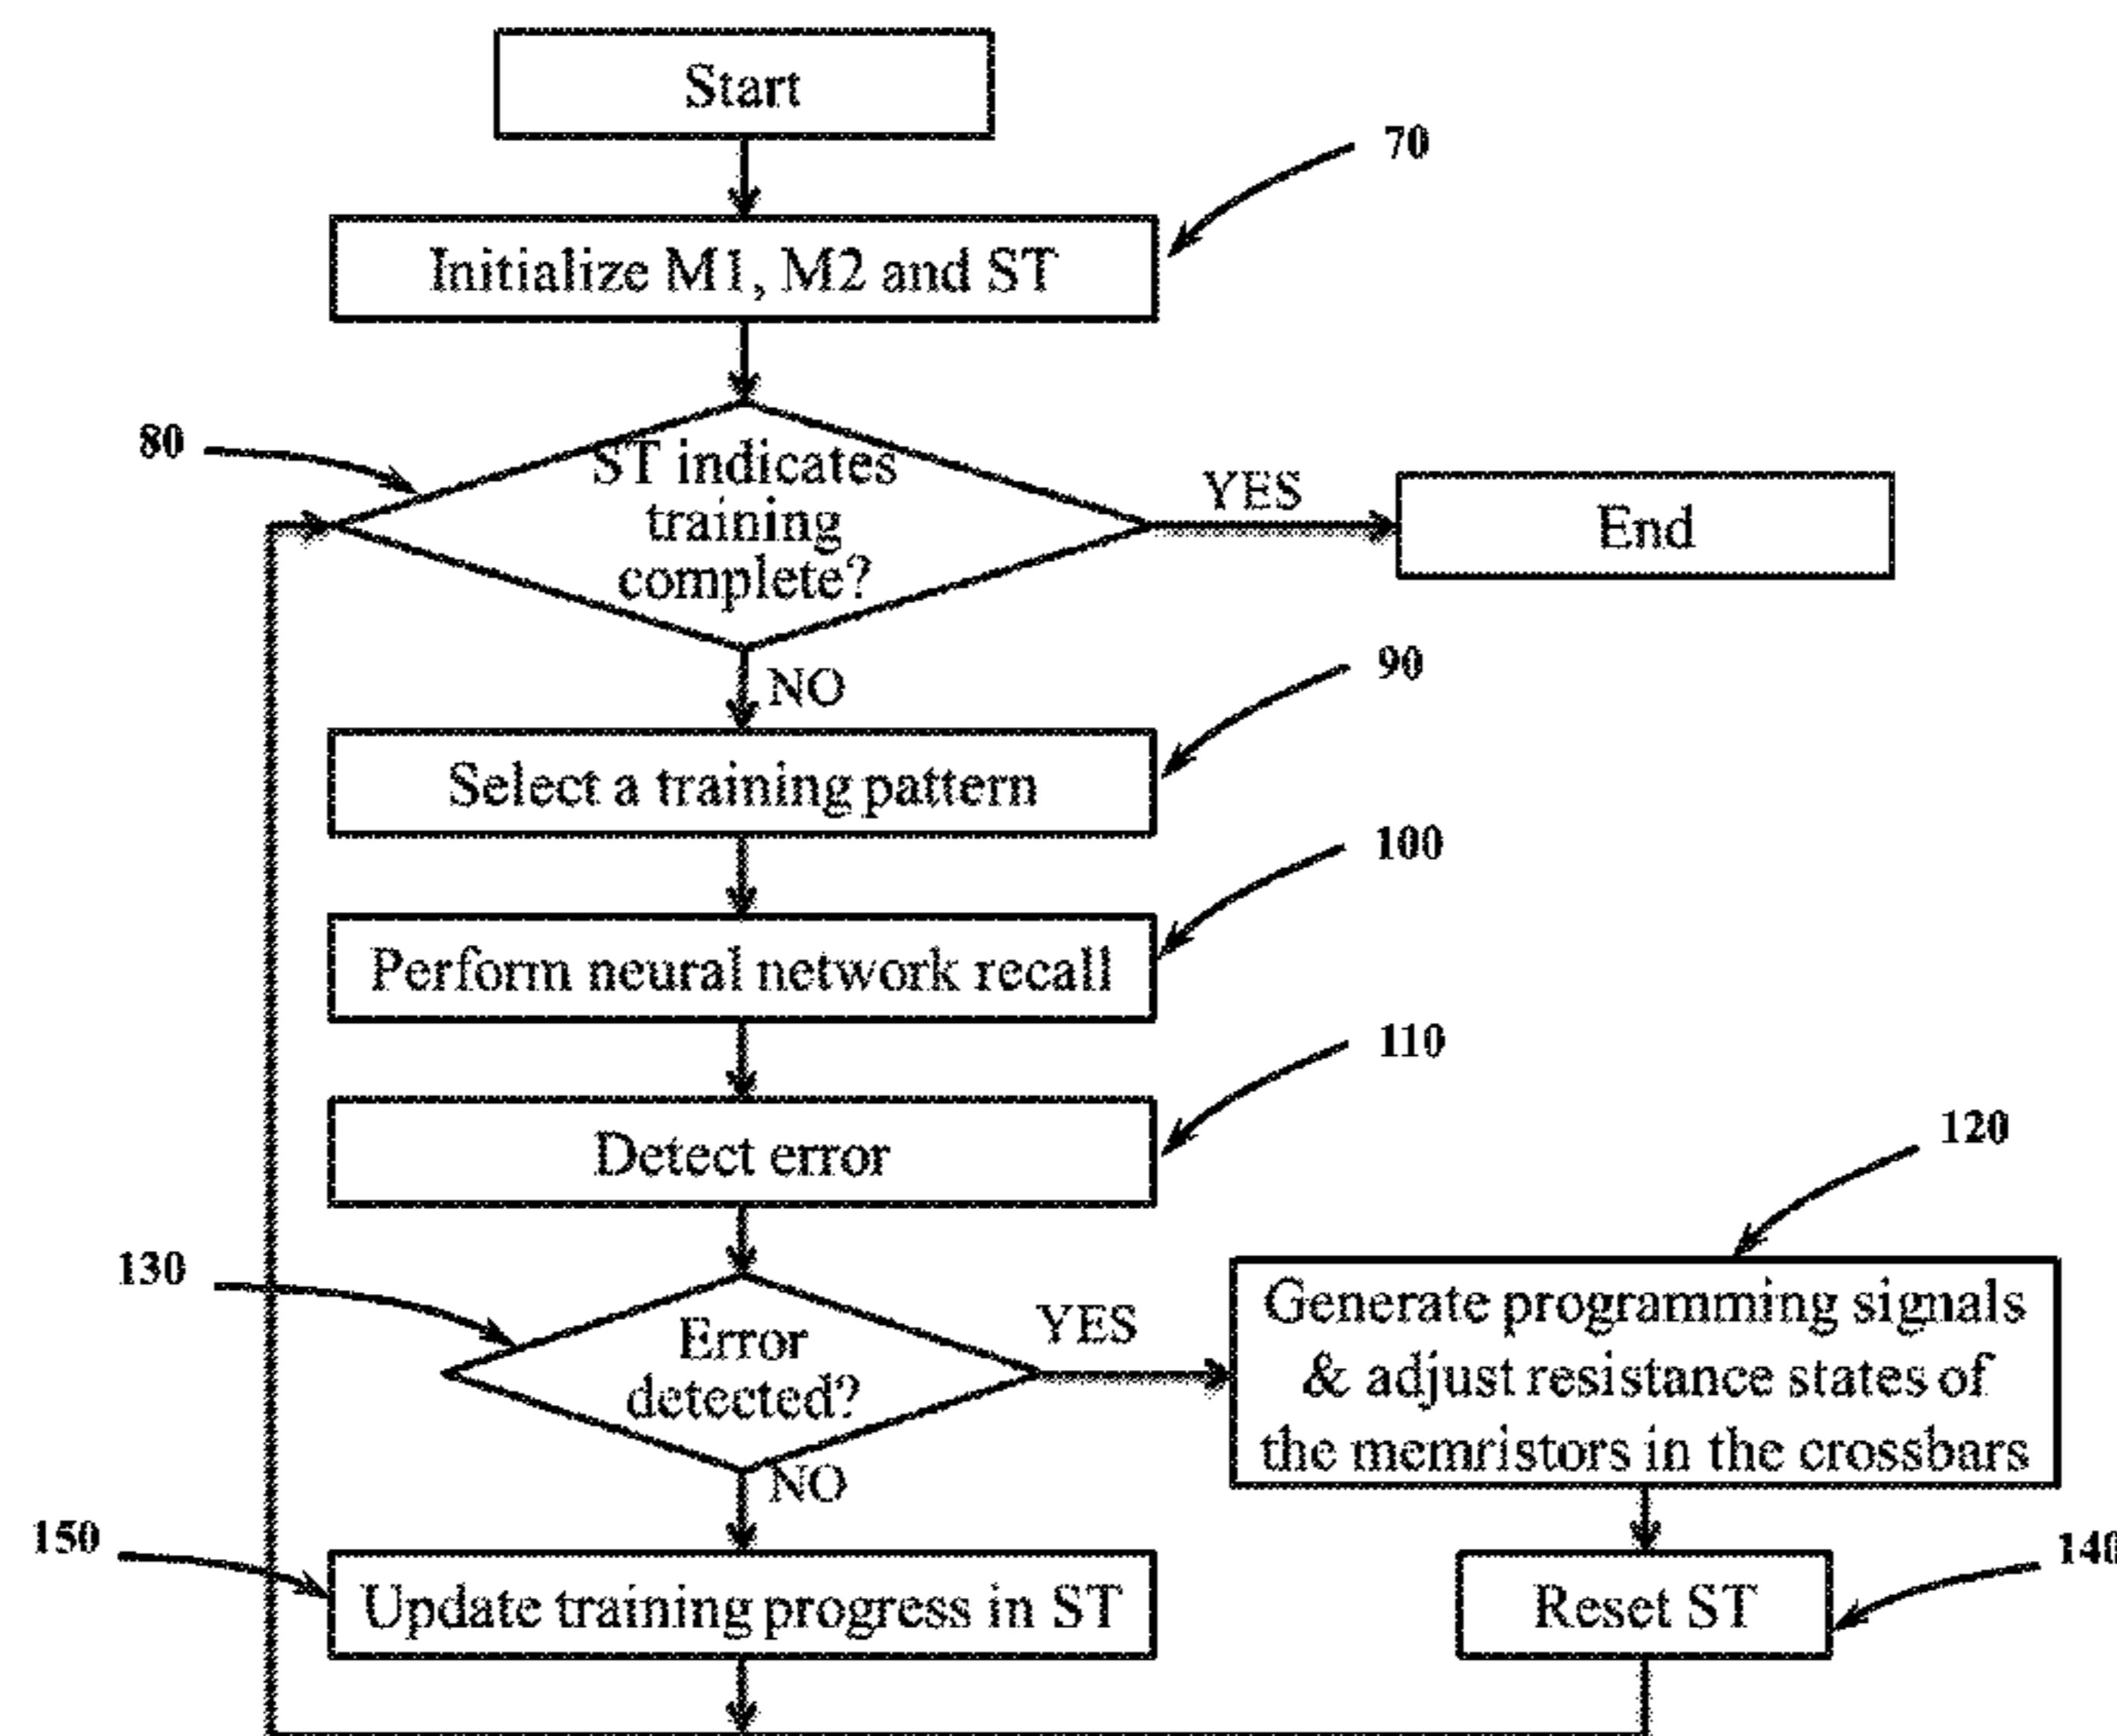 Start
70
Initialize M1, M2 and ST
80
ST indicates
training
complete?
YES
End
NO
90
Select a training pattern
100
Perform neural network recall
110
Detect error
120
130
Error
detected?
YES
Generate programming signals
& adjust resistance states of
the memristors in the crossbars
NO
150
Update training progress in ST
Reset ST
140